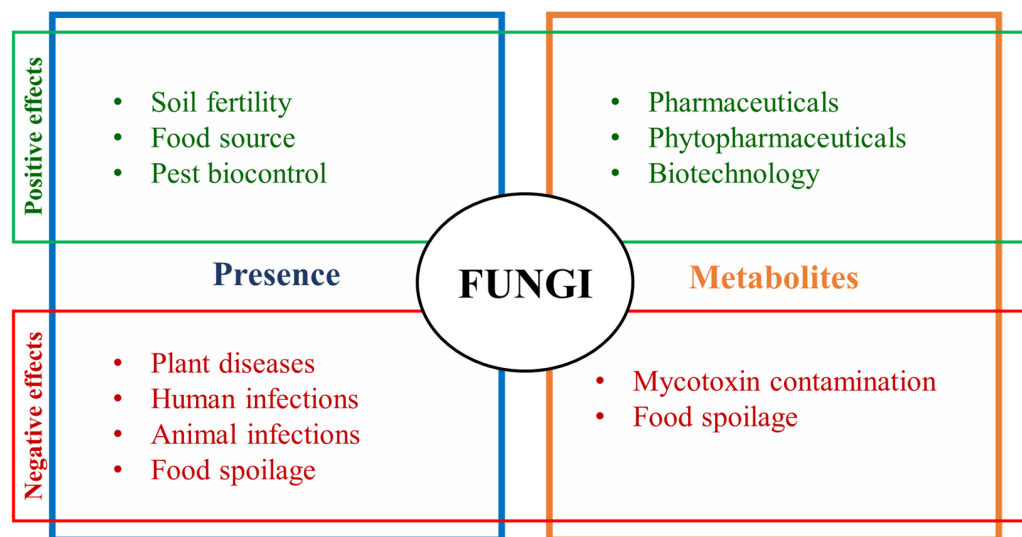 Positive effects
• Soil fertility
• Food source
• Pest biocontrol
• Pharmaceuticals
• Phytopharmaceuticals
• Biotechnology
Presence
FUNGI
Metabolites
Negative effects
• Plant diseases
• Human infections
• Animal infections
• Food spoilage
• Mycotoxin contamination
• Food spoilage